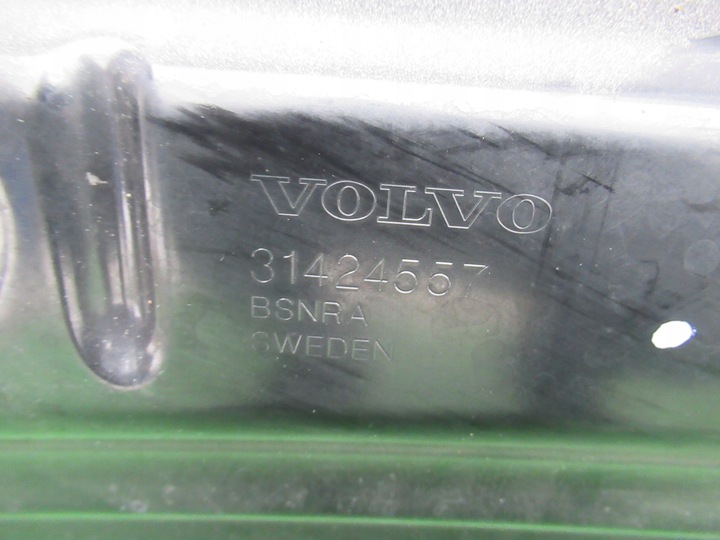 VOLVO
31424557
BSNRA
SWEDEN